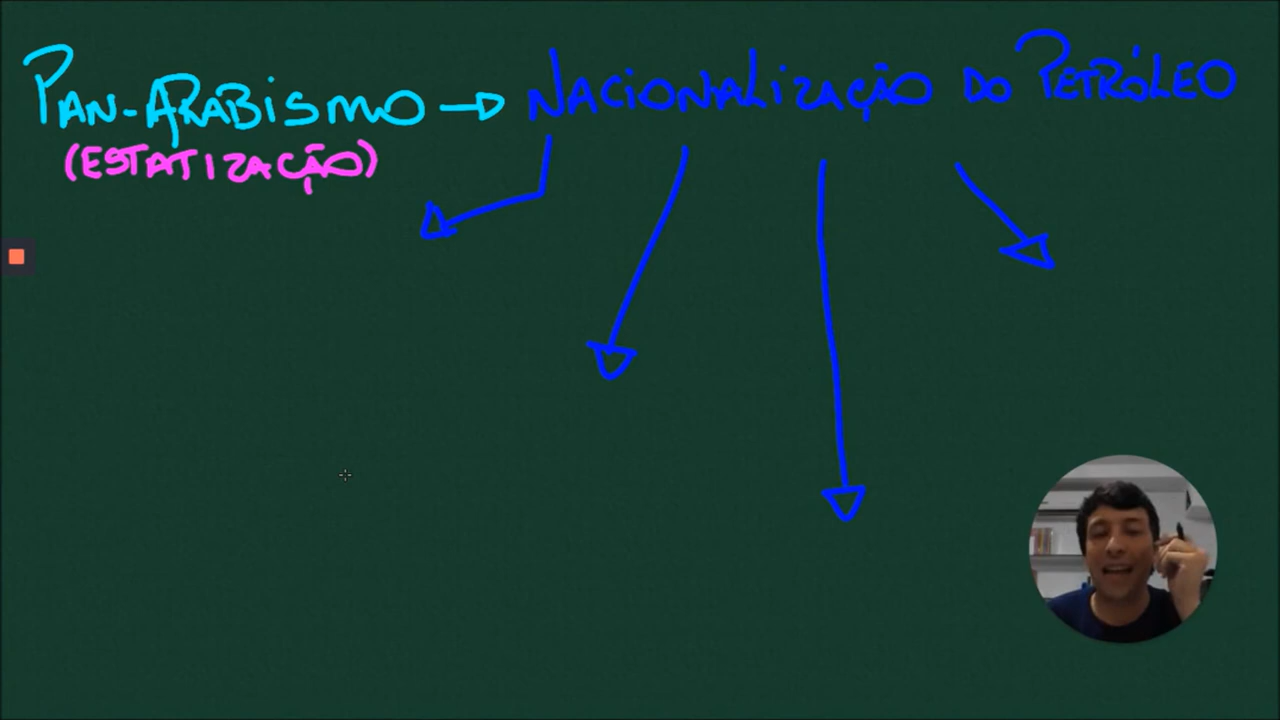 PAN-ARABISMO → NACIONALIZAÇÃO DO PETRÓLEO
(ESTATIZAÇÃO)